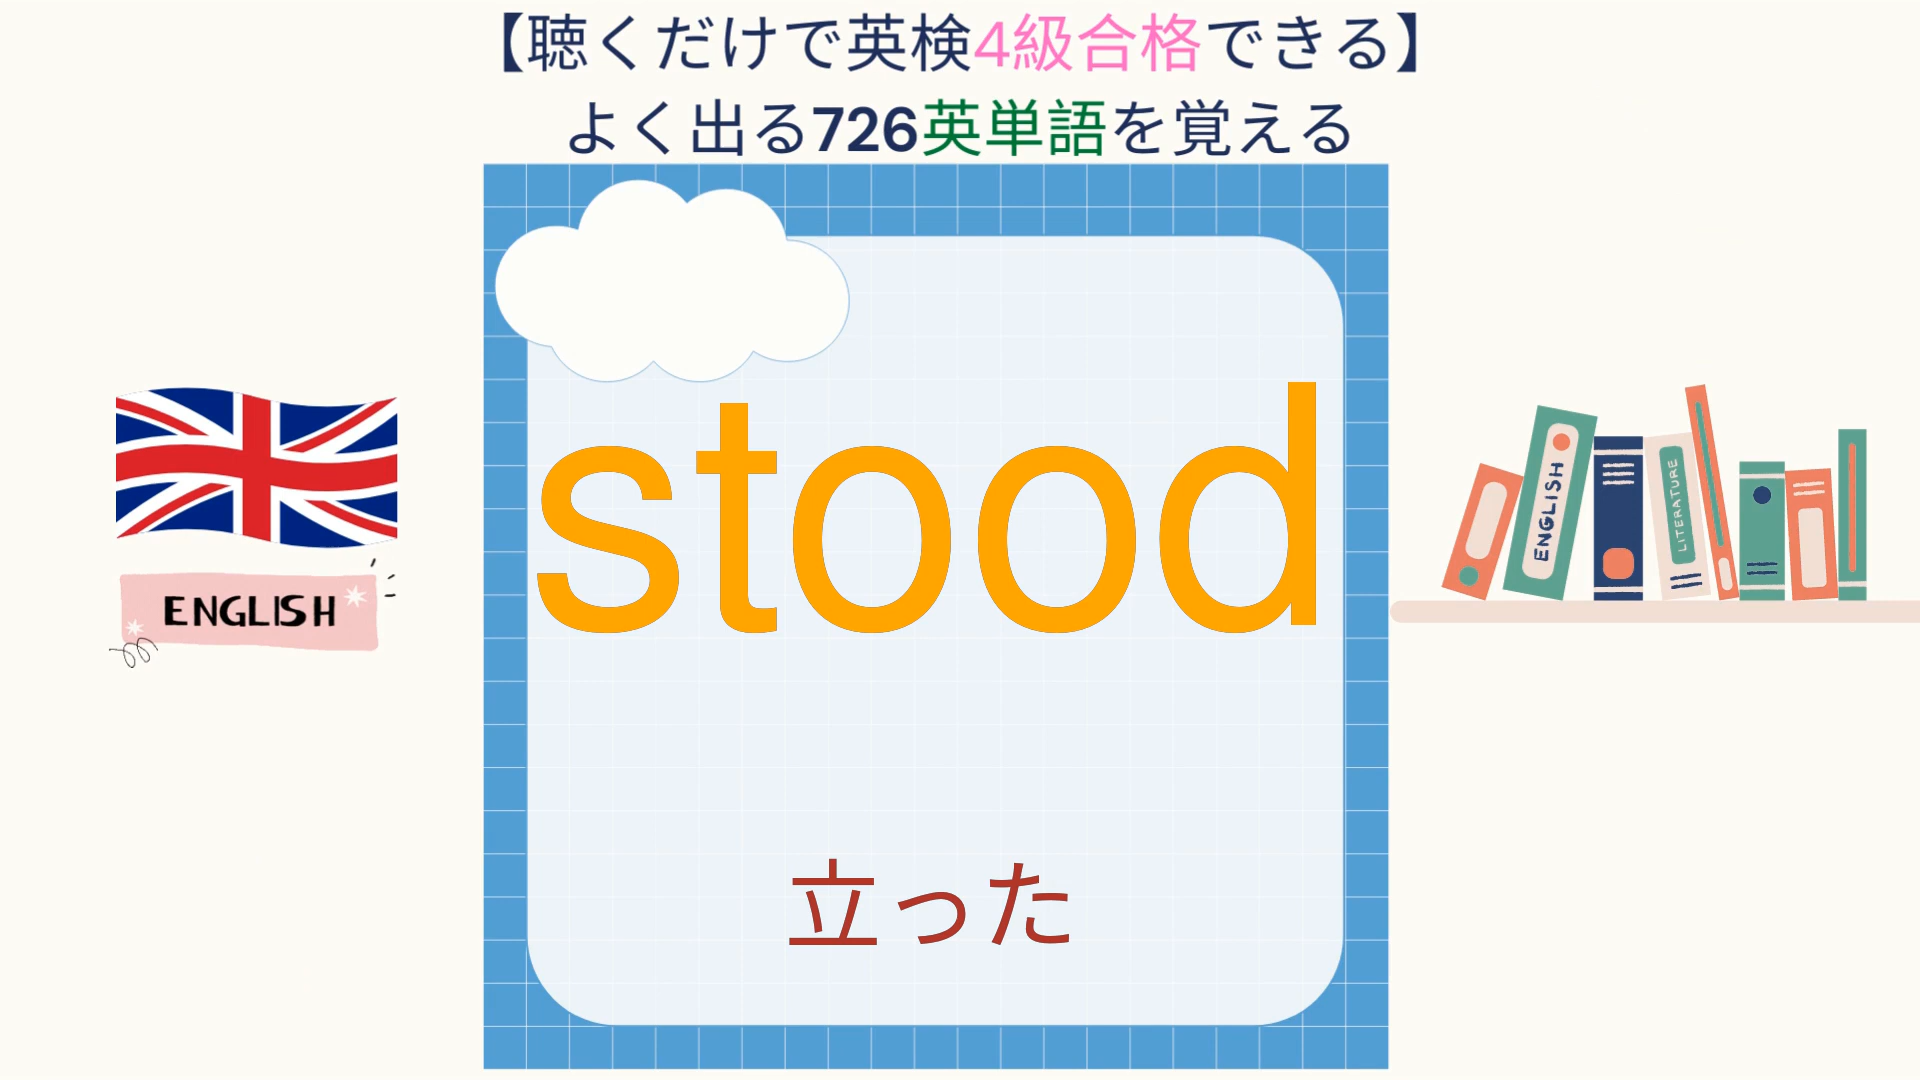 【聴くだけで英検4級合格できる】
よく出る726英単語を覚える
stood
立った
ENGLISH
ENGLISH
LITERATURE